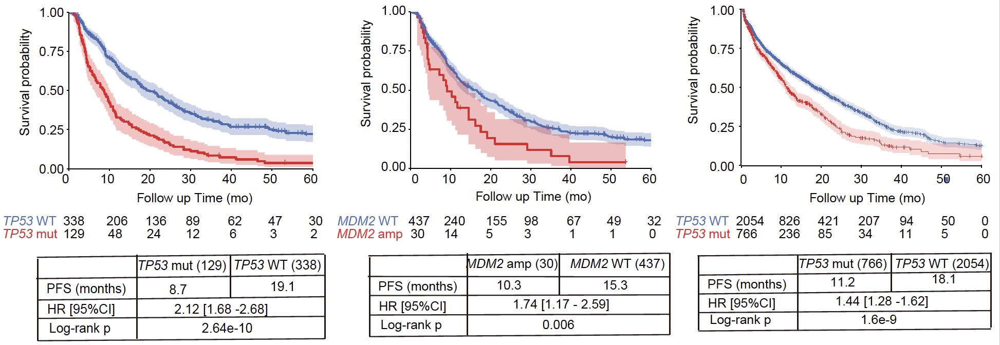 1.00
0.75
0.50
0.25
0.00
Survival probability
0 10 20 30 40 50 60
Follow up Time (mo)
TP53 WT 338 206 136 89 62 47 30
TP53 mut 129 48 24 12 6 3 2
TP53 mut (129) TP53 WT (338)
PFS (months) 8.7 19.1
HR [95%CI] 2.12 [1.68 -2.68]
Log-rank p 2.64e-10
1.00
0.75
0.50
0.25
0.00
Survival probability
0 10 20 30 40 50 60
Follow up Time (mo)
MDM2 WT 437 240 155 98 67 49 32
MDM2 amp 30 14 5 3 1 1 0
MDM2 amp (30) MDM2 WT (437)
PFS (months) 10.3 15.3
HR [95%CI] 1.74 [1.17 - 2.59]
Log-rank p 0.006
1.00
0.75
0.50
0.25
0.00
Survival probability
0 10 20 30 40 50 60
Follow up Time (mo)
TP53 WT 2054 826 421 207 94 50 0
TP53 mut 766 236 85 34 11 5 0
TP53 mut (766) TP53 WT (2054)
PFS (months) 11.2 18.1
HR [95%CI] 1.44 [1.28 -1.62]
Log-rank p 1.6e-9